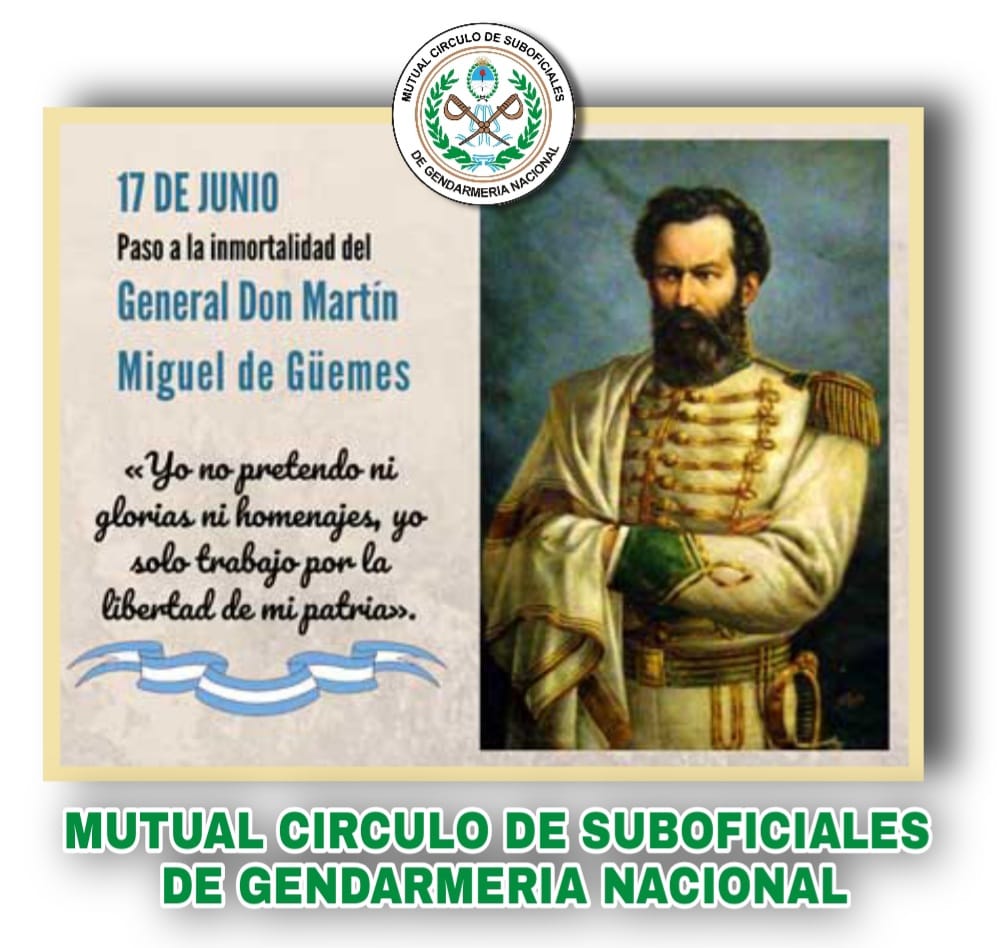 MUTUAL CIRCULO DE SUBOFICIALES
DE GENDARMERIA NACIONAL
17 DE JUNIO
Paso a la inmortalidad del
General Don Martín
Miguel de Güemes
«Yo no pretendo ni
glorias ni homenajes, yo
solo trabajo por la
libertad de mi patria».
MUTUAL CIRCULO DE SUBOFICIALES
DE GENDARMERIA NACIONAL